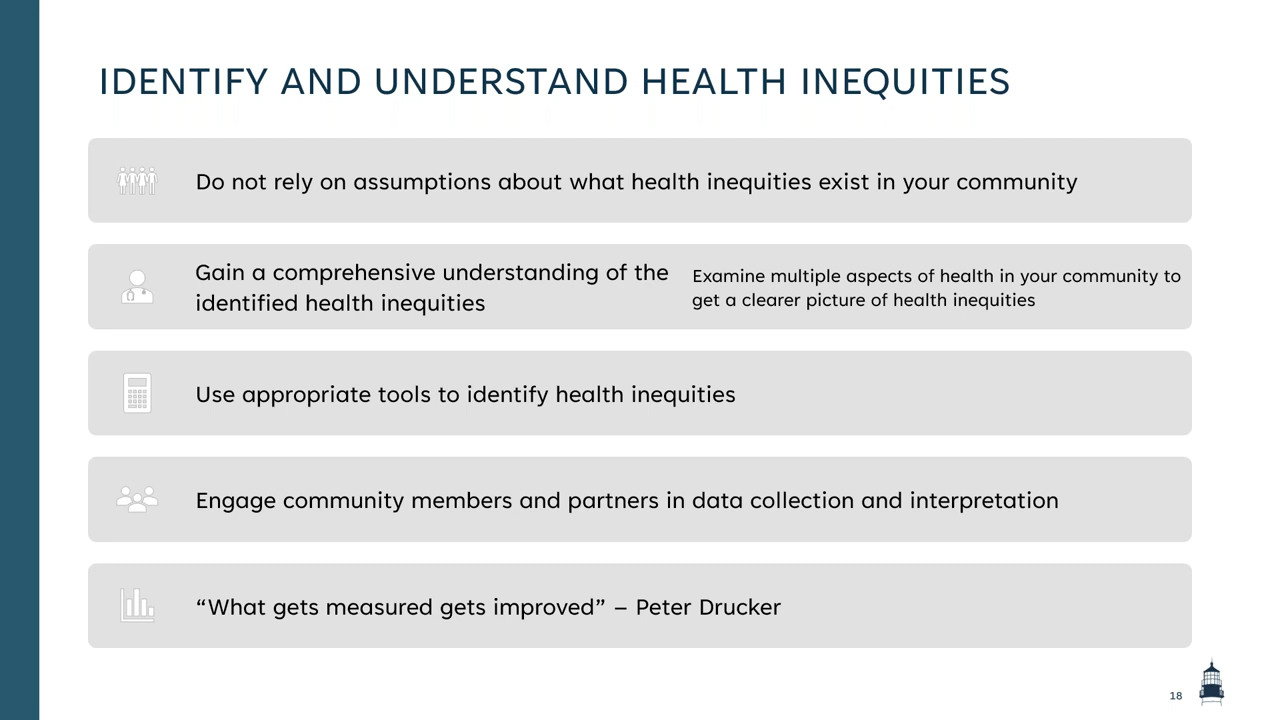 IDENTIFY AND UNDERSTAND HEALTH INEQUITIES
Do not rely on assumptions about what health inequities exist in your community
Gain a comprehensive understanding of the
identified health inequities
Examine multiple aspects of health in your community to
get a clearer picture of health inequities
Use appropriate tools to identify health inequities
Engage community members and partners in data collection and interpretation
“What gets measured gets improved” – Peter Drucker
18